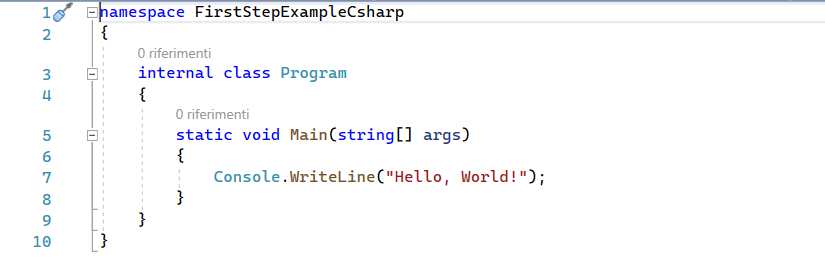 1 namespace FirstStepExampleCsharp
2 {
0 riferimenti
3 internal class Program
4 {
0 riferimenti
5 static void Main(string[] args)
6 {
7 Console.WriteLine("Hello, World!");
8 }
9 }
10 }